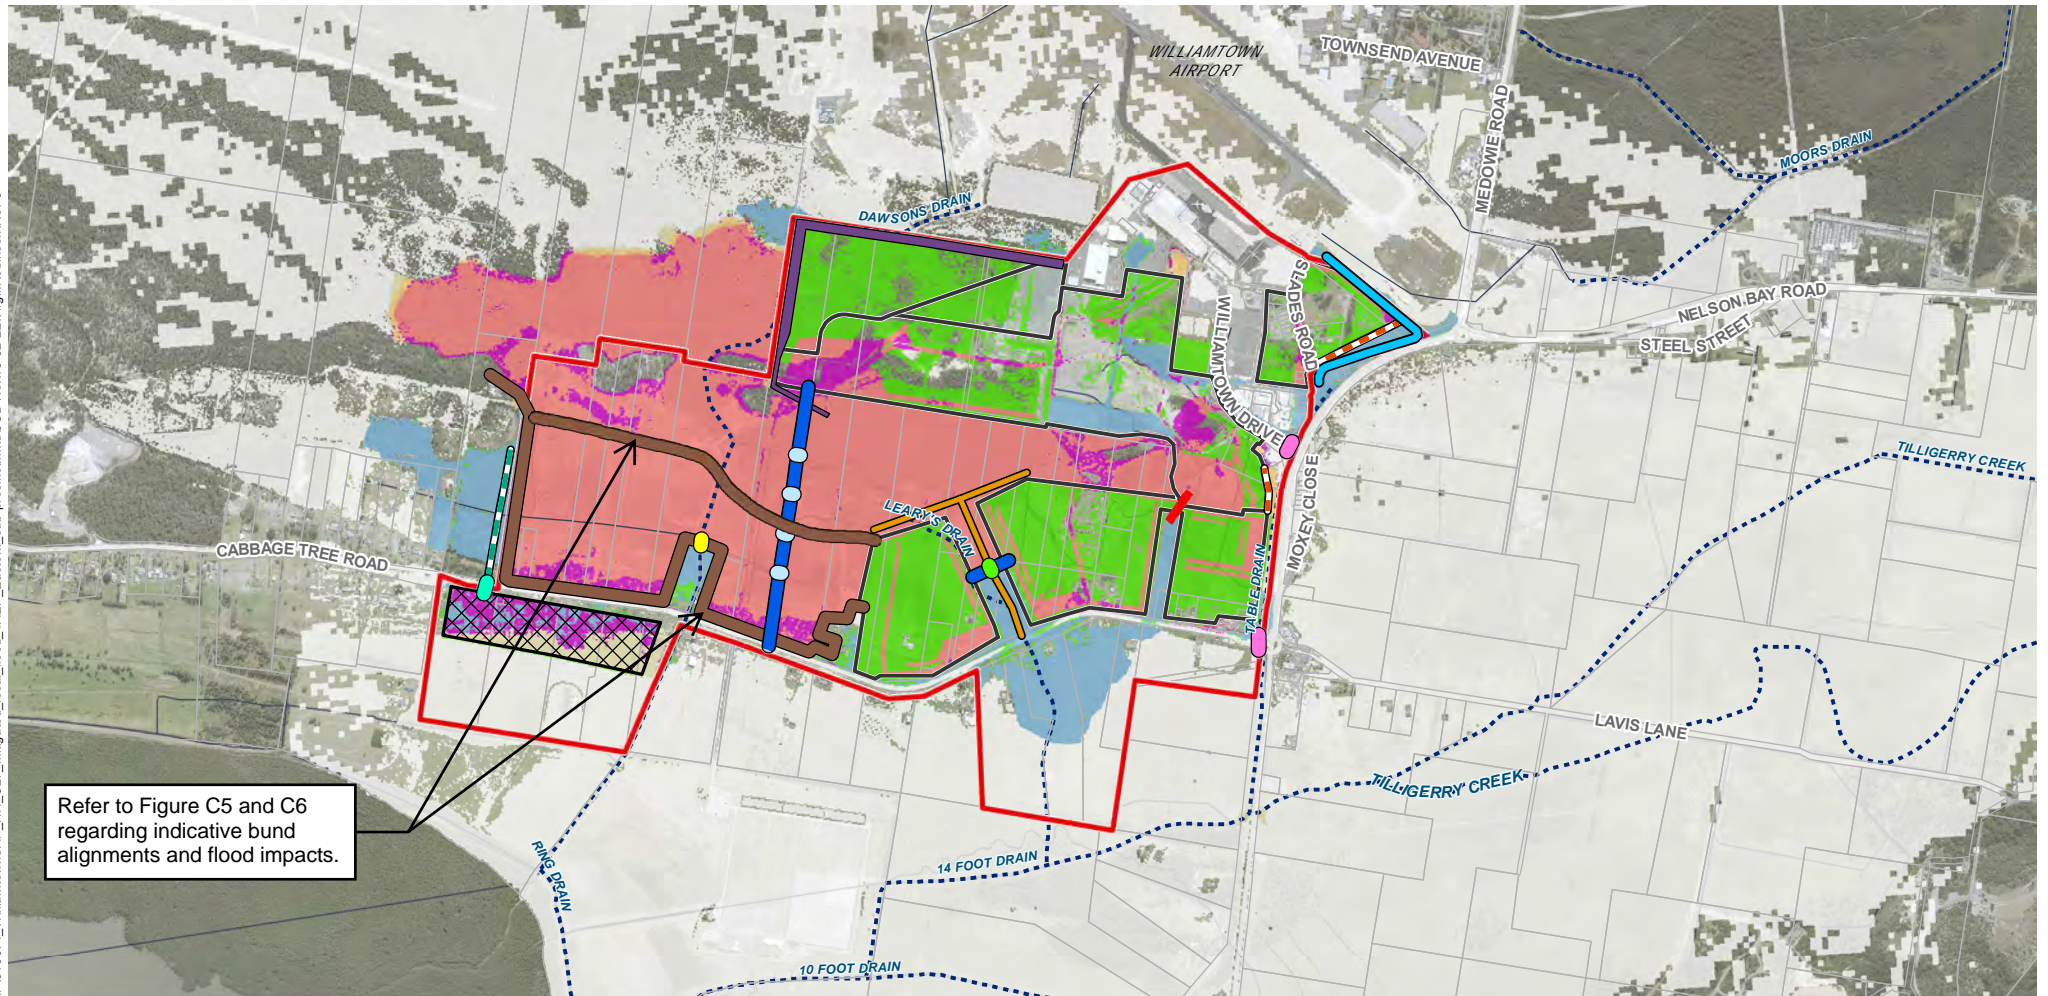 WILLIAMTOWN
AIRPORT
TOWNSEND AVENUE
MEDOWIE ROAD
MOORS DRAIN
DAWSONS DRAIN
SLADES ROAD
NELSON BAY ROAD
STEEL STREET
WILLIAMTOWN DRIVE
TILLIGERRY CREEK
LEARY'S DRAIN
MOXEY CLOSE
CABBAGE TREE ROAD
TABLE DRAIN
LAVIS LANE
TILLIGERRY CREEK
Refer to Figure C5 and C6
regarding indicative bund
alignments and flood impacts.
RING DRAIN
14 FOOT DRAIN
10 FOOT DRAIN